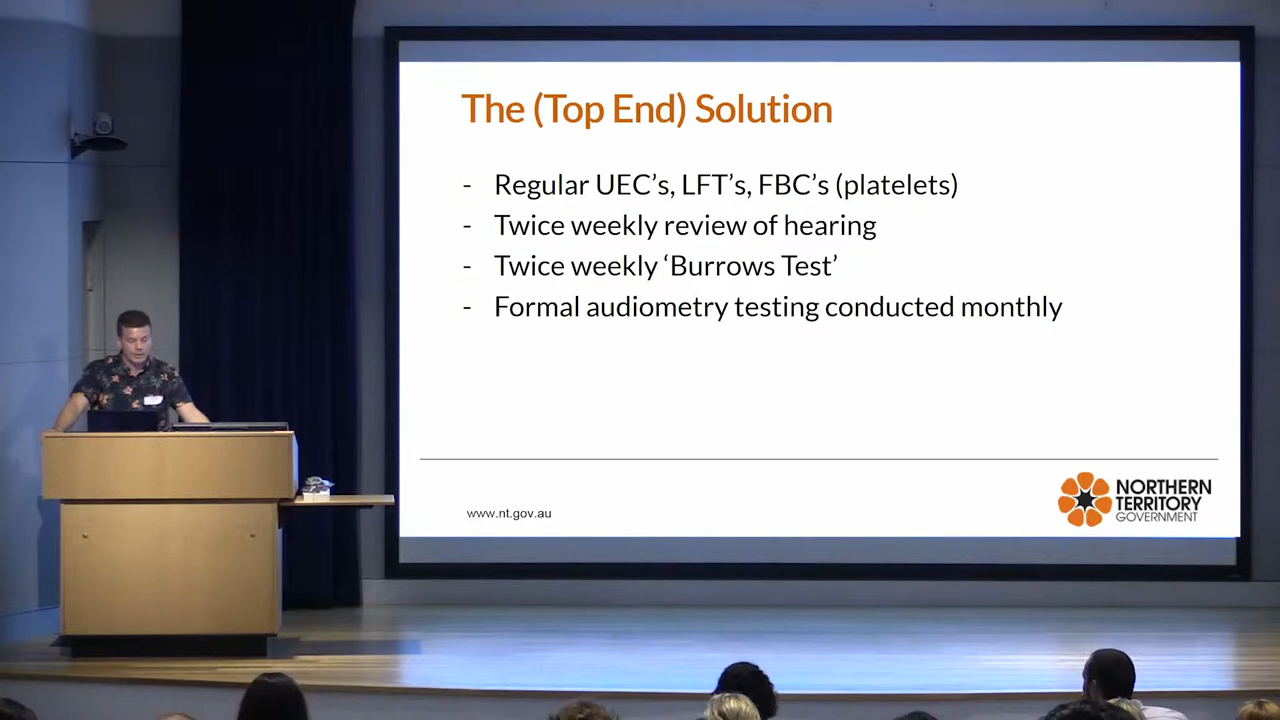 The (Top End) Solution
- Regular UEC’s, LFT’s, FBC’s (platelets)
- Twice weekly review of hearing
- Twice weekly ‘Burrows Test’
- Formal audiometry testing conducted monthly
www.nt.gov.au
NORTHERN
TERRITORY
GOVERNMENT